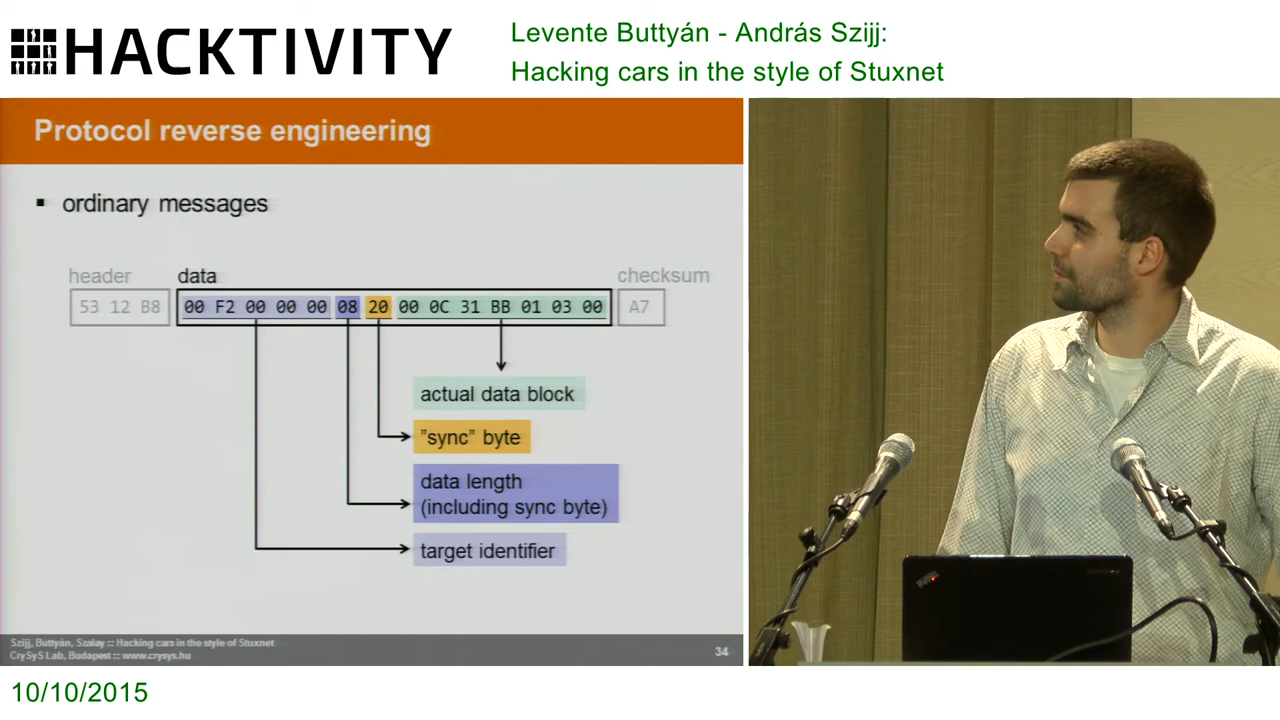 HACKTIVITY
Levente Buttyán - András Szijj:
Hacking cars in the style of Stuxnet
Protocol reverse engineering
▪ ordinary messages
header data checksum
53 12 B8 00 F2 00 00 00 08 20 00 0C 31 BB 01 03 00 A7
actual data block
”sync” byte
data length
(including sync byte)
target identifier
Szijj, Buttyán, Szalay :: Hacking cars in the style of Stuxnet
CrySyS Lab, Budapest :: www.crysys.hu
34
10/10/2015